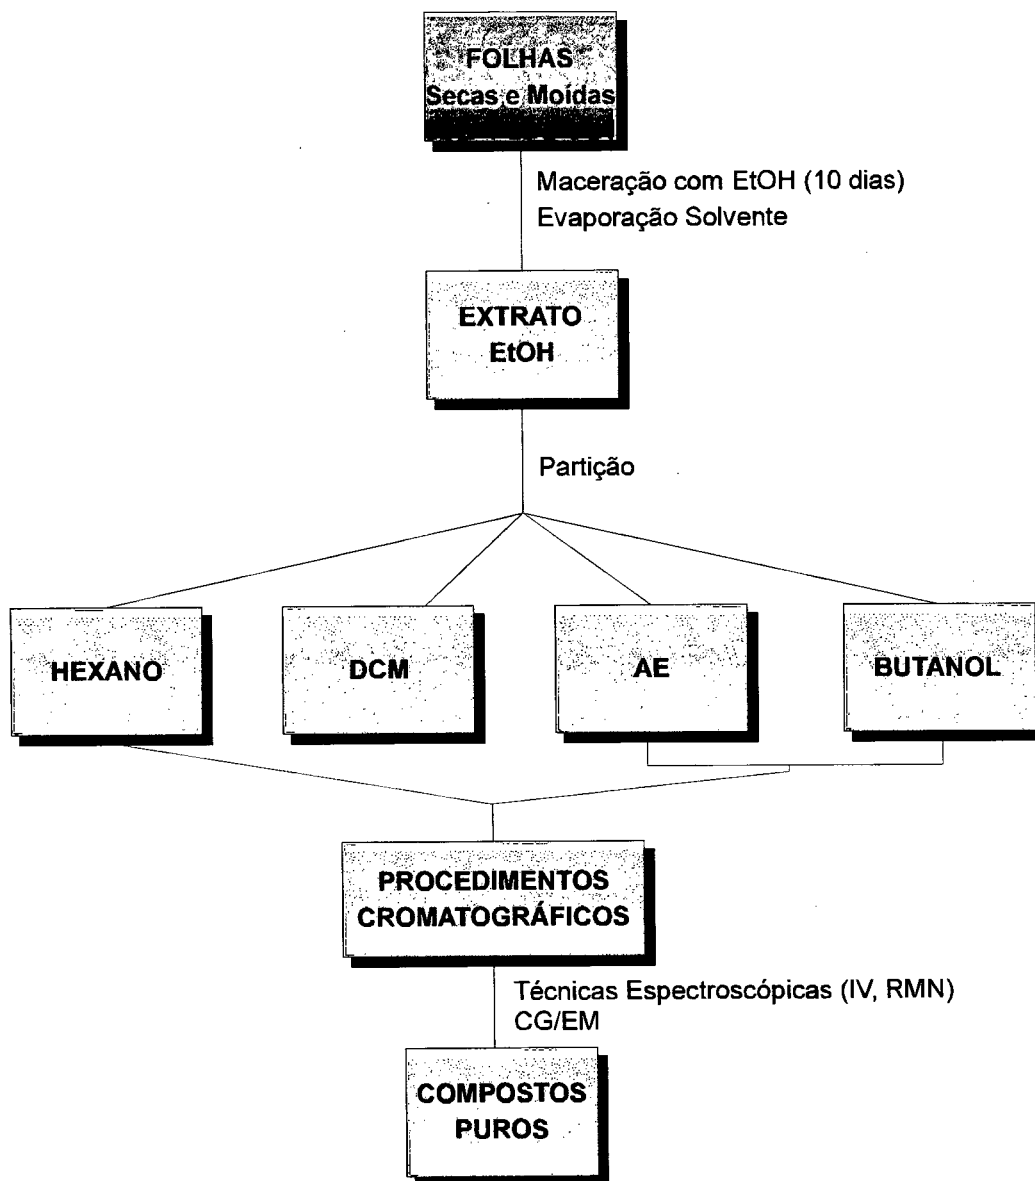 FOLHAS
Secas e Moídas
Maceração com EtOH (10 dias)
Evaporação Solvente
EXTRATO
EtOH
Partição
HEXANO
DCM
AE
BUTANOL
PROCEDIMENTOS
CROMATOGRÁFICOS
Técnicas Espectroscópicas (IV, RMN)
CG/EM
COMPOSTOS
PUROS